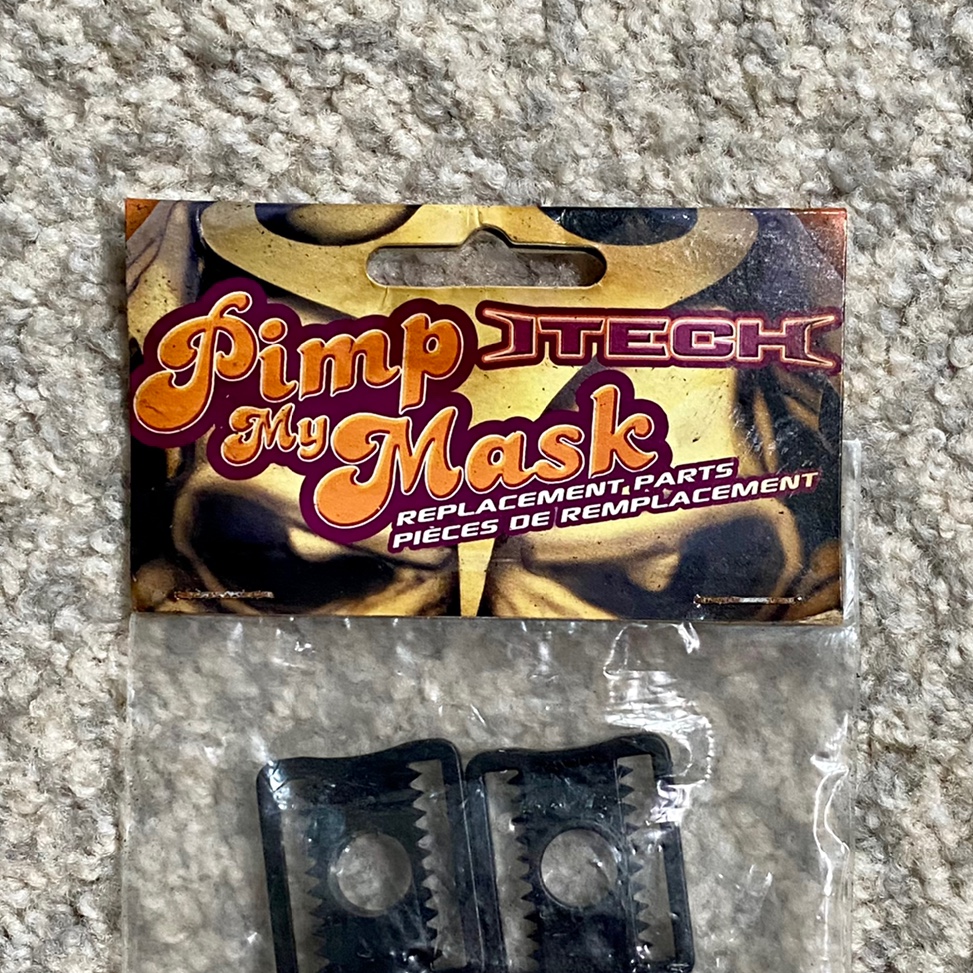 Pimp
ITECH
My Mask
REPLACEMENT PARTS
PIÈCES DE REMPLACEMENT